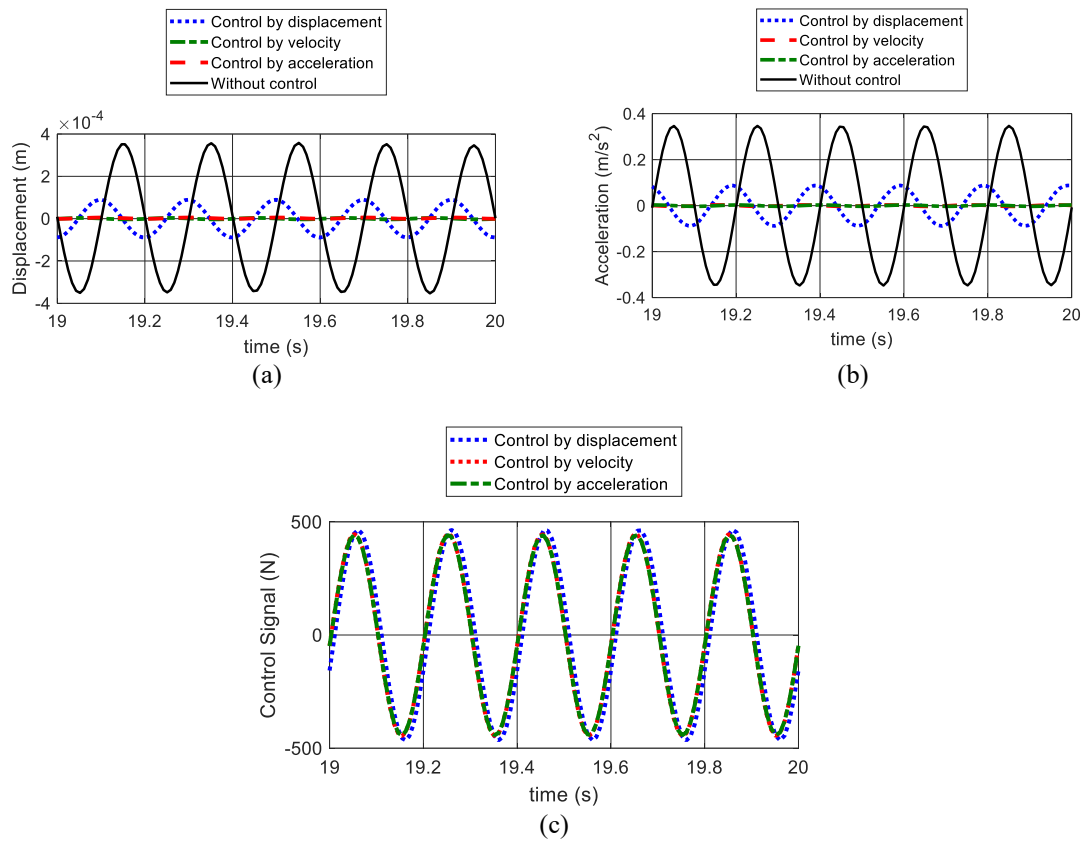 Control by displacement
Control by velocity
Control by acceleration
Without control
×10⁻⁴
4
2
0
-2
-4
Displacement (m)
19 19.2 19.4 19.6 19.8 20
time (s)
(a)
Control by displacement
Control by velocity
Control by acceleration
Without control
0.4
0.2
0
-0.2
-0.4
Acceleration (m/s²)
19 19.2 19.4 19.6 19.8 20
time (s)
(b)
Control by displacement
Control by velocity
Control by acceleration
500
0
-500
Control Signal (N)
19 19.2 19.4 19.6 19.8 20
time (s)
(c)